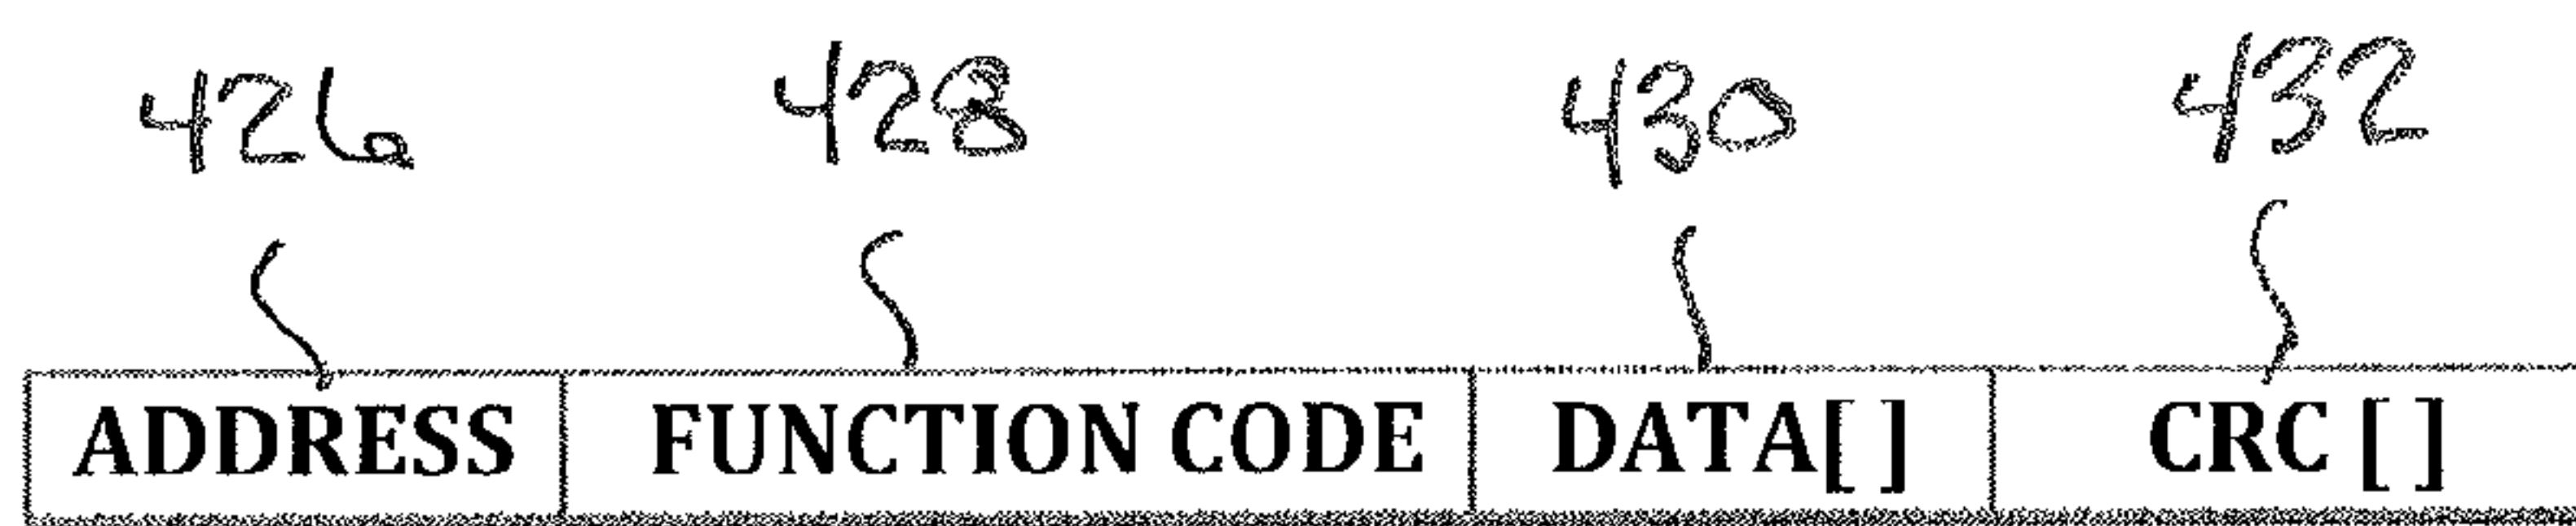 426 428 430 432
ADDRESS FUNCTION CODE DATA[ ] CRC [ ]